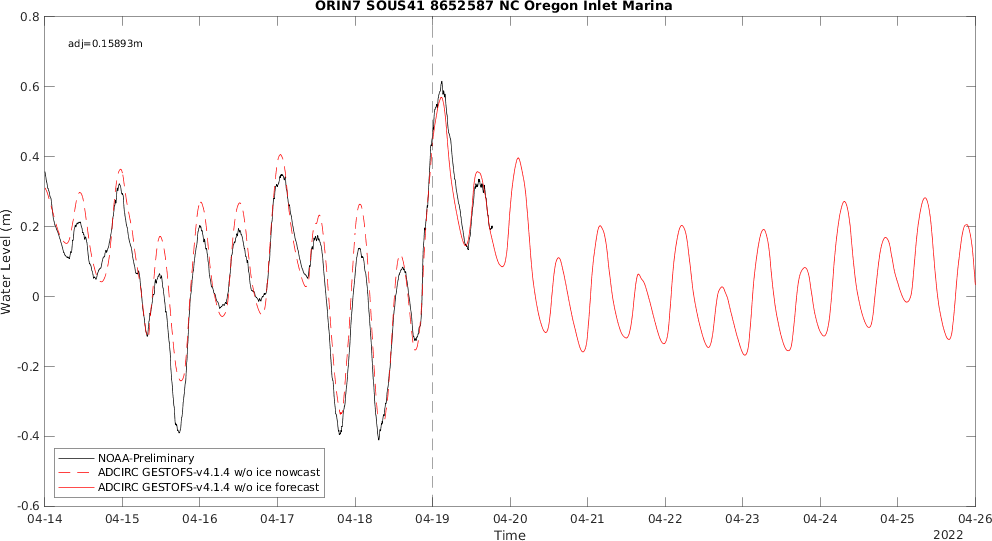 ORIN7 SOUS41 8652587 NC Oregon Inlet Marina
adj=0.15893m
0.8
0.6
0.4
0.2
0
-0.2
-0.4
-0.6
Water Level (m)
NOAA-Preliminary
ADCIRC GESTOFS-v4.1.4 w/o ice nowcast
ADCIRC GESTOFS-v4.1.4 w/o ice forecast
04-14 04-15 04-16 04-17 04-18 04-19 04-20 04-21 04-22 04-23 04-24 04-25 04-26
Time
2022